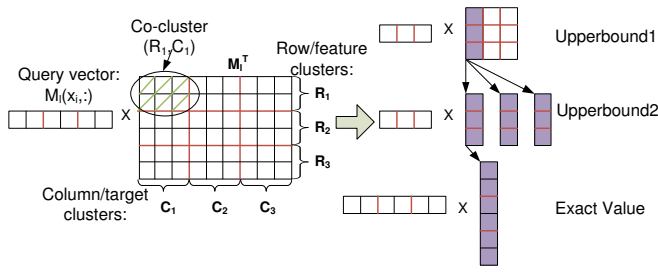 Co-cluster
(R₁,C₁)
Query vector:
Mₗ(xᵢ,:)
X
Mₗᵀ
Row/feature
clusters:
R₁
R₂
R₃
Column/target
clusters:
C₁
C₂
C₃
X
Upperbound1
X
Upperbound2
X
Exact Value